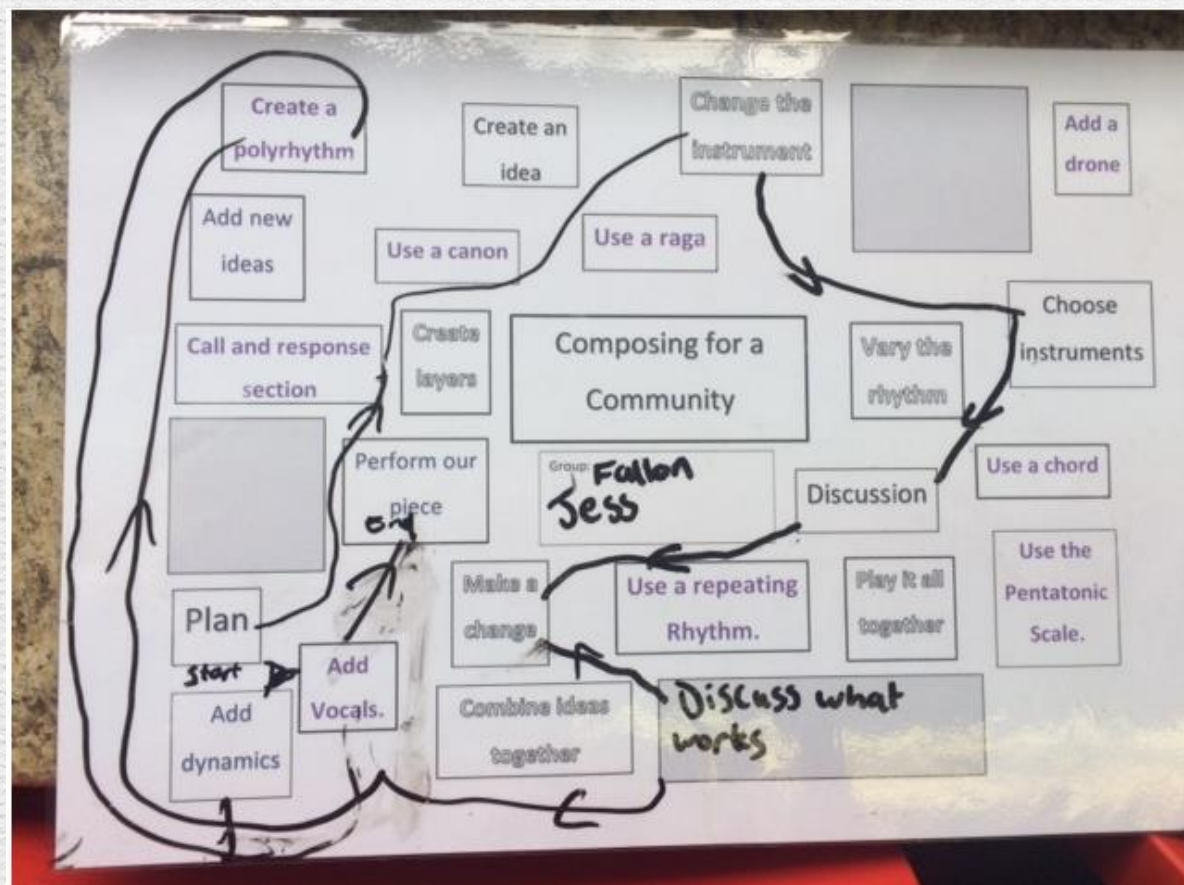 Create a
polyrhythm
Create an
idea
Change the
instrument
Add a
drone
Add new
ideas
Use a canon
Use a raga
Call and response
section
Create
layers
Composing for a
Community
Vary the
rhythm
Choose
instruments
Perform our
piece
End
Group:
Fallon
Jess
Discussion
Use a chord
Plan
Start
Make a
change
Use a repeating
Rhythm.
Play it all
together
Use the
Pentatonic
Scale.
Add
Vocals.
Add
dynamics
Combine ideas
together
Discuss what
works